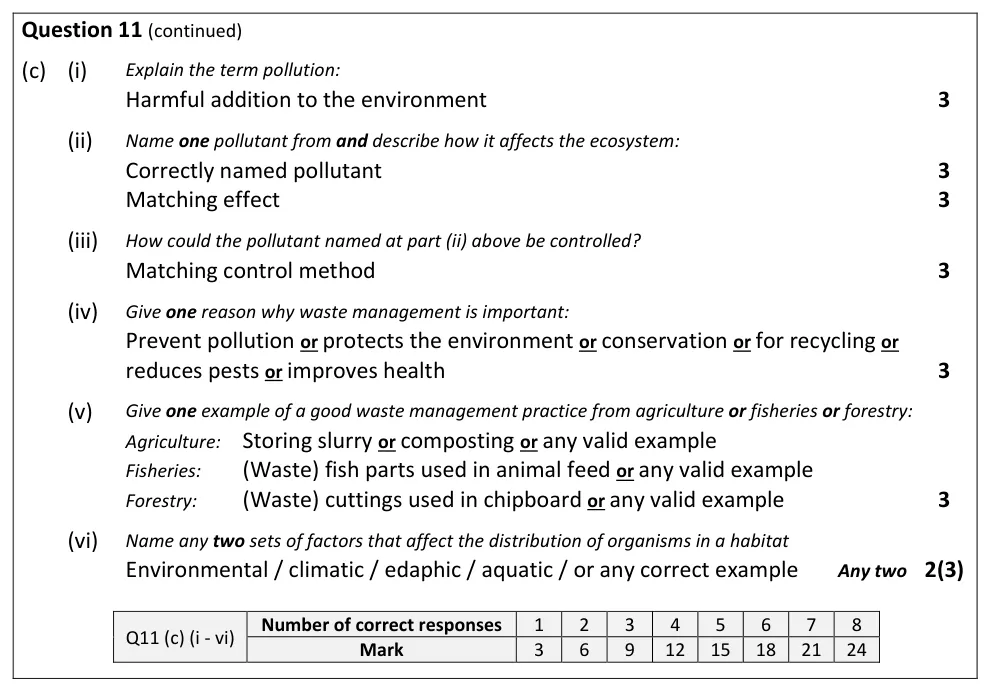 Question 11 (continued)
(c) (i) Explain the term pollution:
Harmful addition to the environment 3
(ii) Name one pollutant from and describe how it affects the ecosystem:
Correctly named pollutant 3
Matching effect 3
(iii) How could the pollutant named at part (ii) above be controlled?
Matching control method 3
(iv) Give one reason why waste management is important:
Prevent pollution or protects the environment or conservation or for recycling or
reduces pests or improves health 3
(v) Give one example of a good waste management practice from agriculture or fisheries or forestry:
Agriculture: Storing slurry or composting or any valid example
Fisheries: (Waste) fish parts used in animal feed or any valid example
Forestry: (Waste) cuttings used in chipboard or any valid example 3
(vi) Name any two sets of factors that affect the distribution of organisms in a habitat
Environmental / climatic / edaphic / aquatic / or any correct example Any two 2(3)
Q11 (c) (i - vi) Number of correct responses 1 2 3 4 5 6 7 8
Mark 3 6 9 12 15 18 21 24